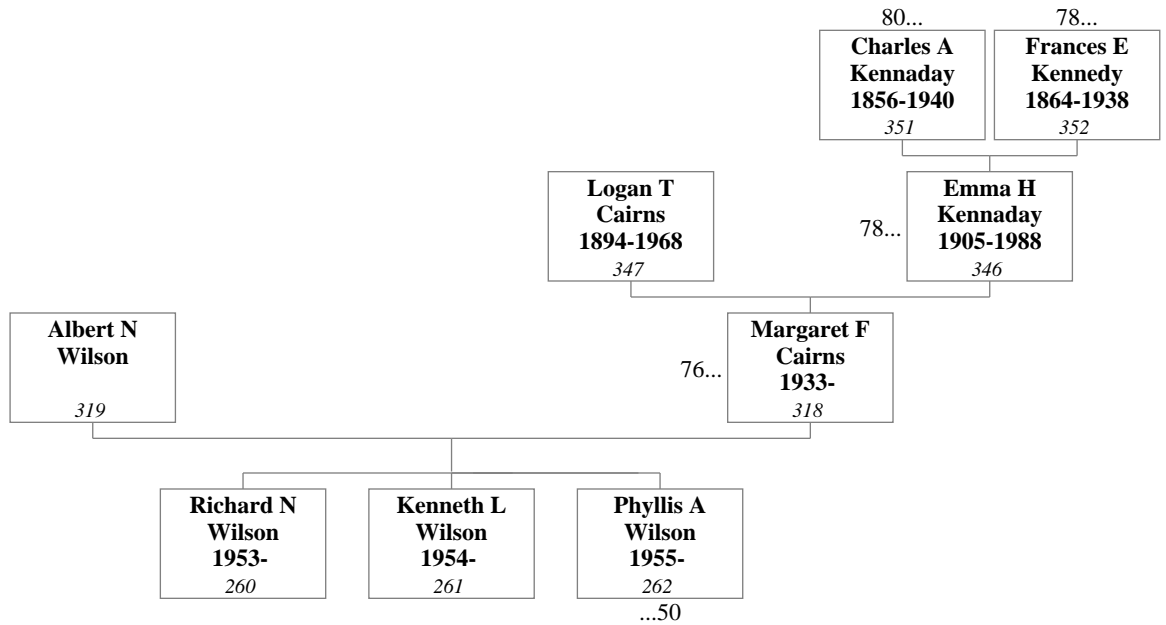 80...
78...
Charles A
Kennaday
1856-1940
351
Frances E
Kennedy
1864-1938
352
Logan T
Cairns
1894-1968
347
78...
Emma H
Kennaday
1905-1988
346
Albert N
Wilson
319
76...
Margaret F
Cairns
1933-
318
Richard N
Wilson
1953-
260
Kenneth L
Wilson
1954-
261
Phyllis A
Wilson
1955-
262
...50